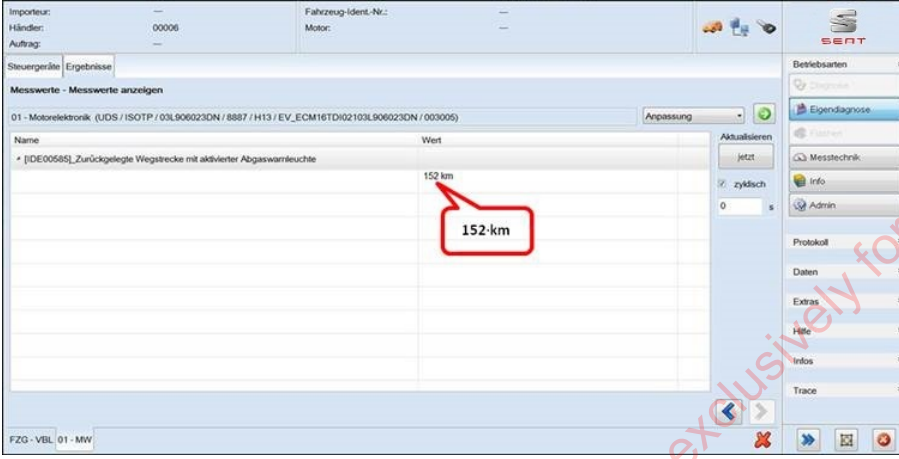 Importeur: ---
Fahrzeug-Ident.-Nr.: ---
Händler: 00006
Motor: ---
Auftrag: ---
SEAT
Steuergeräte Ergebnisse
Betriebsarten
Messwerte - Messwerte anzeigen
Diagnose
01 - Motorelektronik (UDS / ISOTP / 03L906023DN / 8887 / H13 / EV_ECM16TDI02103L906023DN / 003005)
Anpassung
Eigendiagnose
Name Wert
Aktualisieren
Flashen
[IDE00585]_Zurückgelegte Wegstrecke mit aktivierter Abgaswarnleuchte
jetzt
Messtechnik
152 km
zyklisch
Info
0 s
Admin
152·km
Protokoll
Daten
Extras
Hilfe
Infos
Trace
FZG - VBL 01 - MW
exclusively for